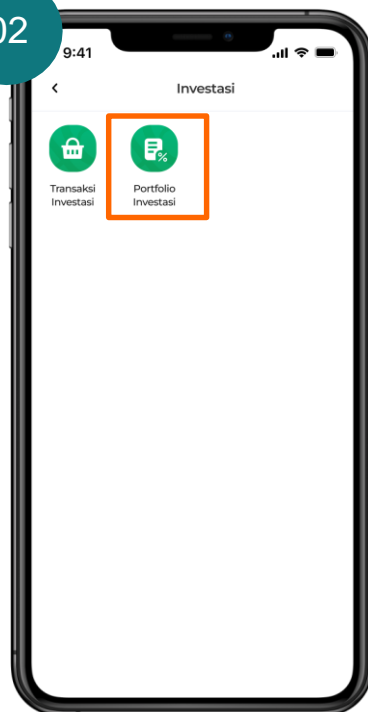 02
9:41
Investasi
Transaksi
Investasi
Portfolio
Investasi